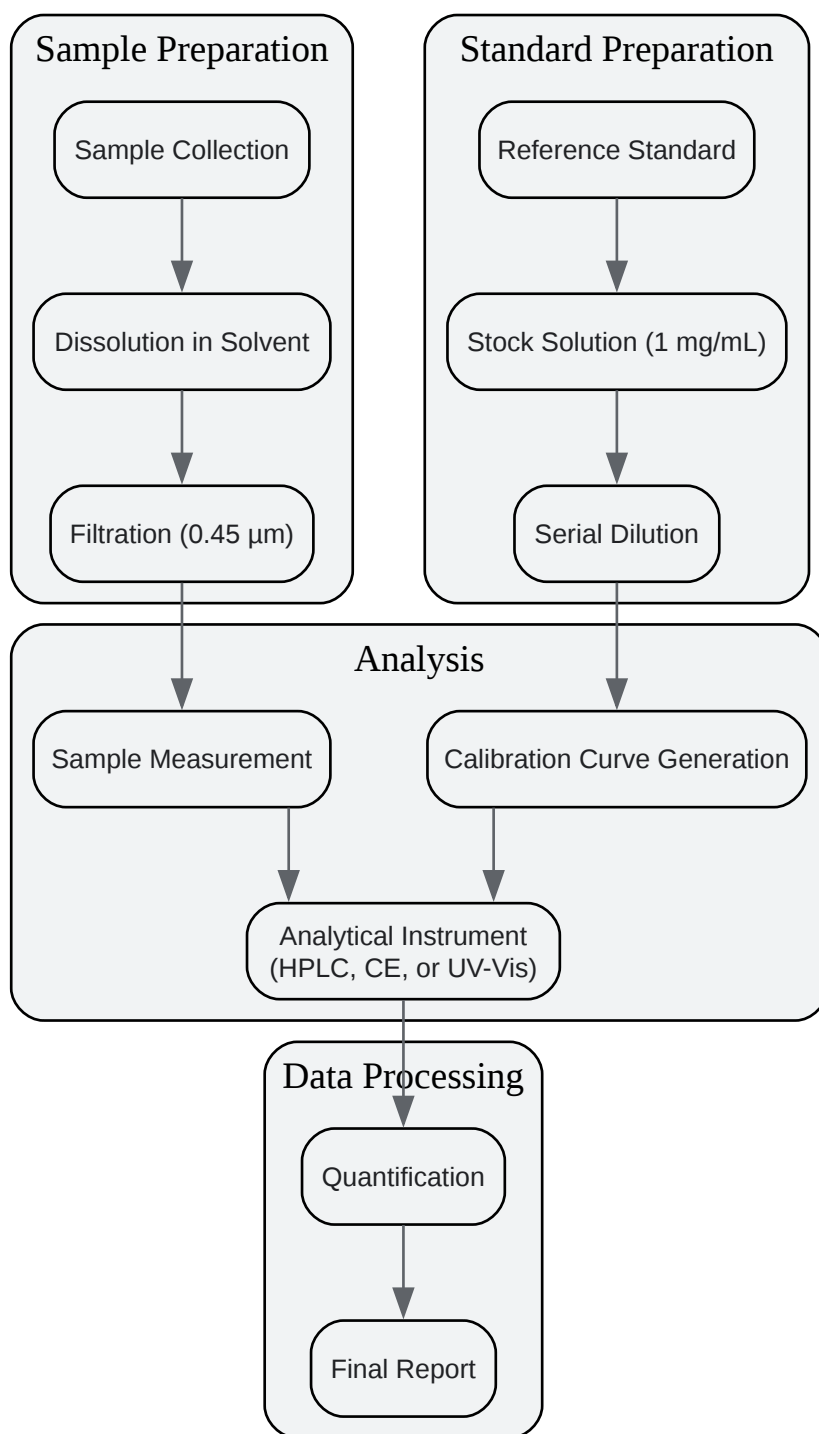 Sample Preparation
Sample Collection
Dissolution in Solvent
Filtration (0.45 µm)
Standard Preparation
Reference Standard
Stock Solution (1 mg/mL)
Serial Dilution
Analysis
Sample Measurement
Calibration Curve Generation
Analytical Instrument
(HPLC, CE, or UV-Vis)
Data Processing
Quantification
Final Report